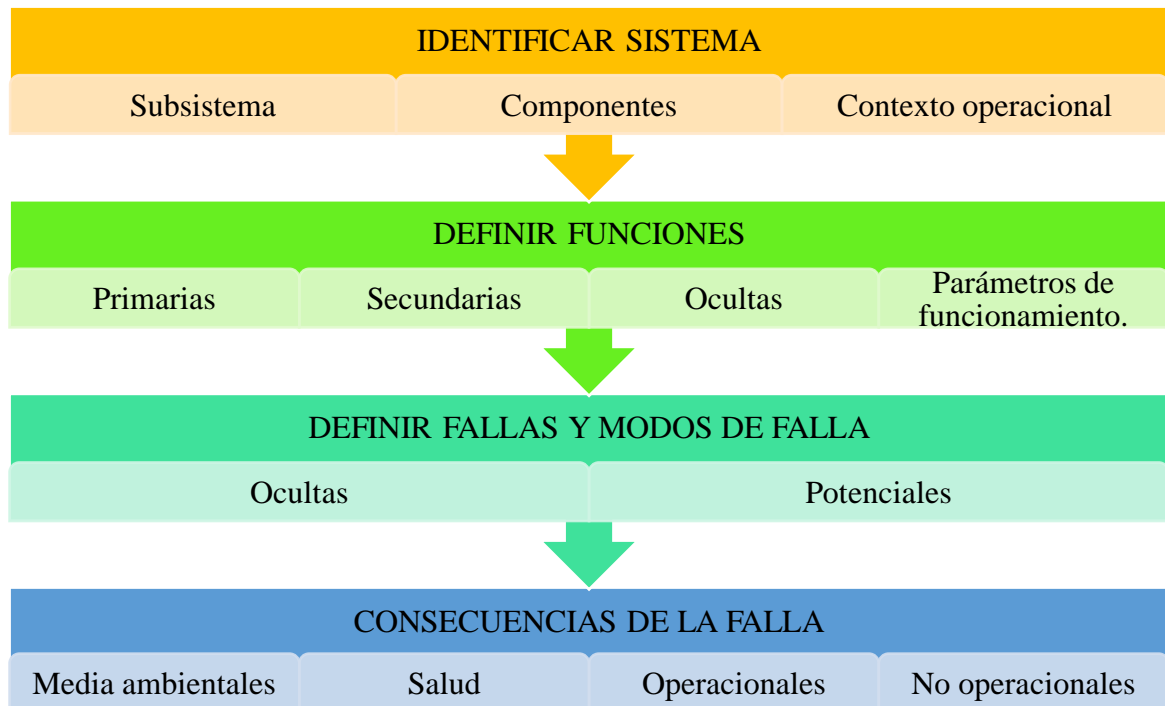 IDENTIFICAR SISTEMA
Subsistema
Componentes
Contexto operacional
DEFINIR FUNCIONES
Primarias
Secundarias
Ocultas
Parámetros de
funcionamiento.
DEFINIR FALLAS Y MODOS DE FALLA
Ocultas
Potenciales
CONSECUENCIAS DE LA FALLA
Media ambientales
Salud
Operacionales
No operacionales